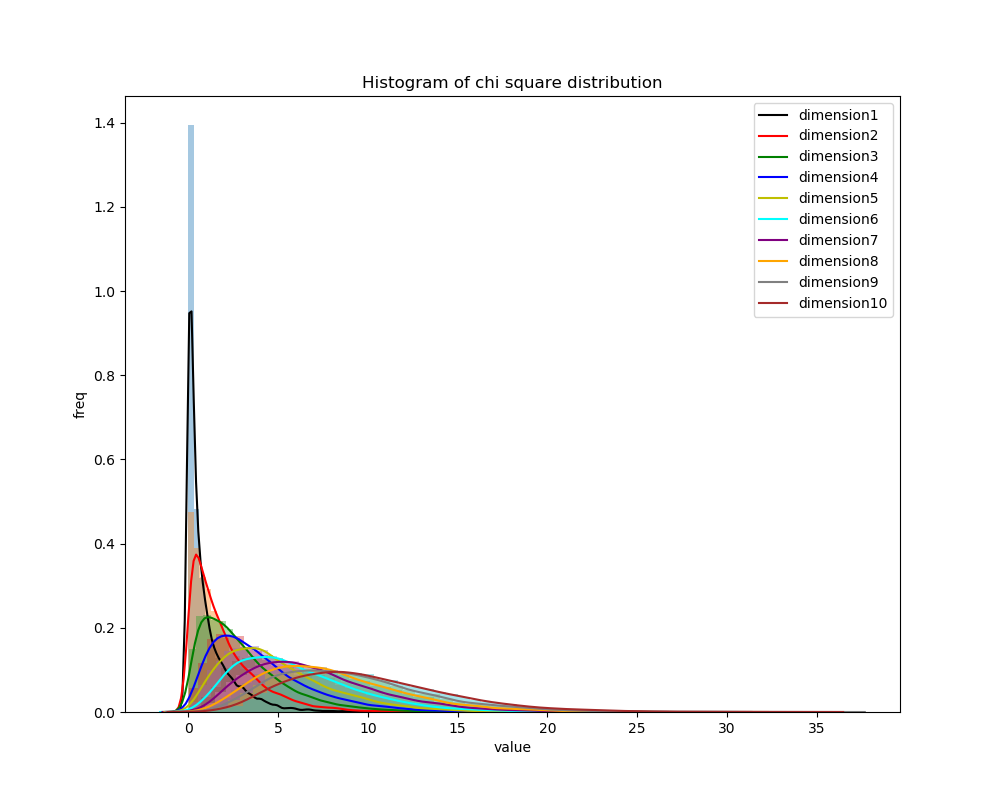 Histogram of chi square distribution
1.4
1.2
1.0
0.8
0.6
0.4
0.2
0.0
freq
0
5
10
15
20
25
30
35
value
dimension1
dimension2
dimension3
dimension4
dimension5
dimension6
dimension7
dimension8
dimension9
dimension10